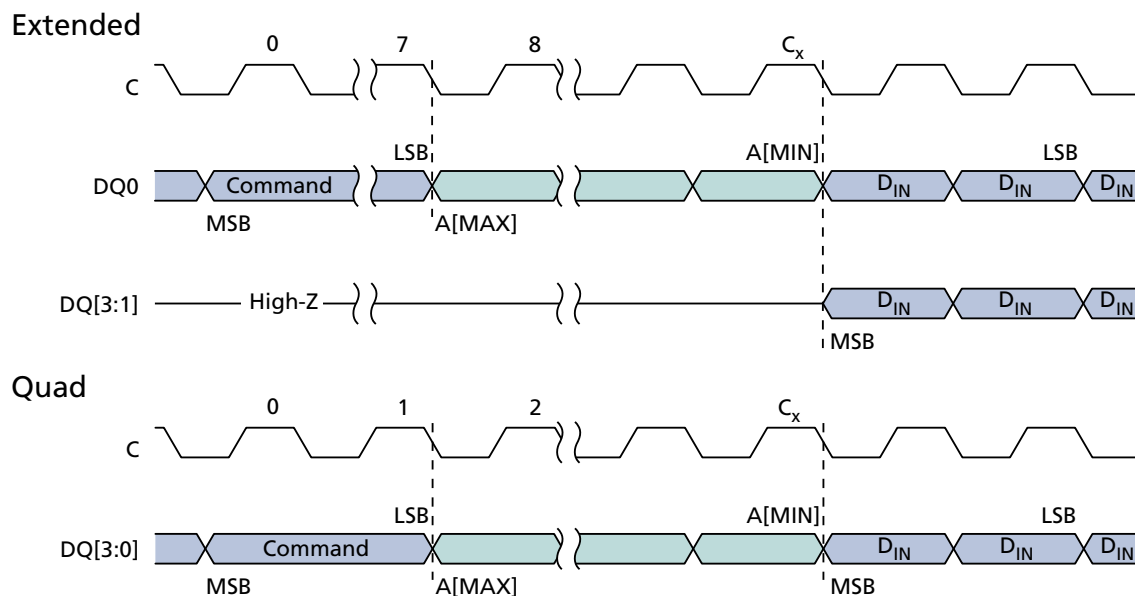 Extended
0 7 8 Cx
C
LSB A[MIN] LSB
DQ0 Command DIN DIN DIN
MSB A[MAX]
DQ[3:1] High-Z DIN DIN DIN
MSB
Quad
0 1 2 Cx
C
LSB A[MIN] LSB
DQ[3:0] Command DIN DIN DIN
MSB A[MAX] MSB